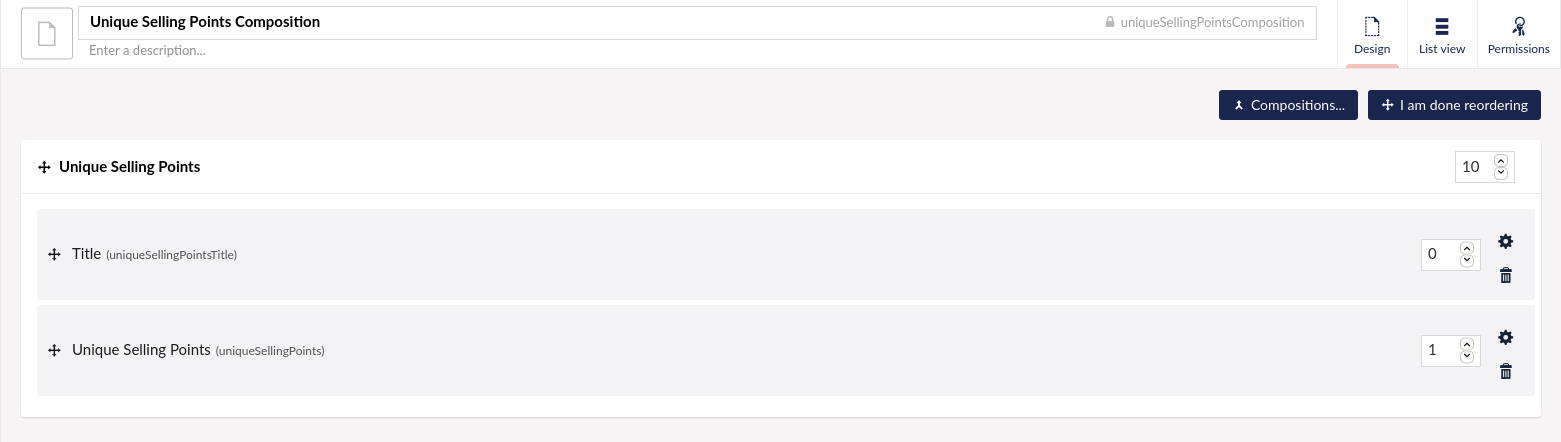 Unique Selling Points Composition
uniqueSellingPointsComposition
Enter a description...
Design
List view
Permissions
Compositions...
I am done reordering
Unique Selling Points
10
Title (uniqueSellingPointsTitle)
0
Unique Selling Points (uniqueSellingPoints)
1